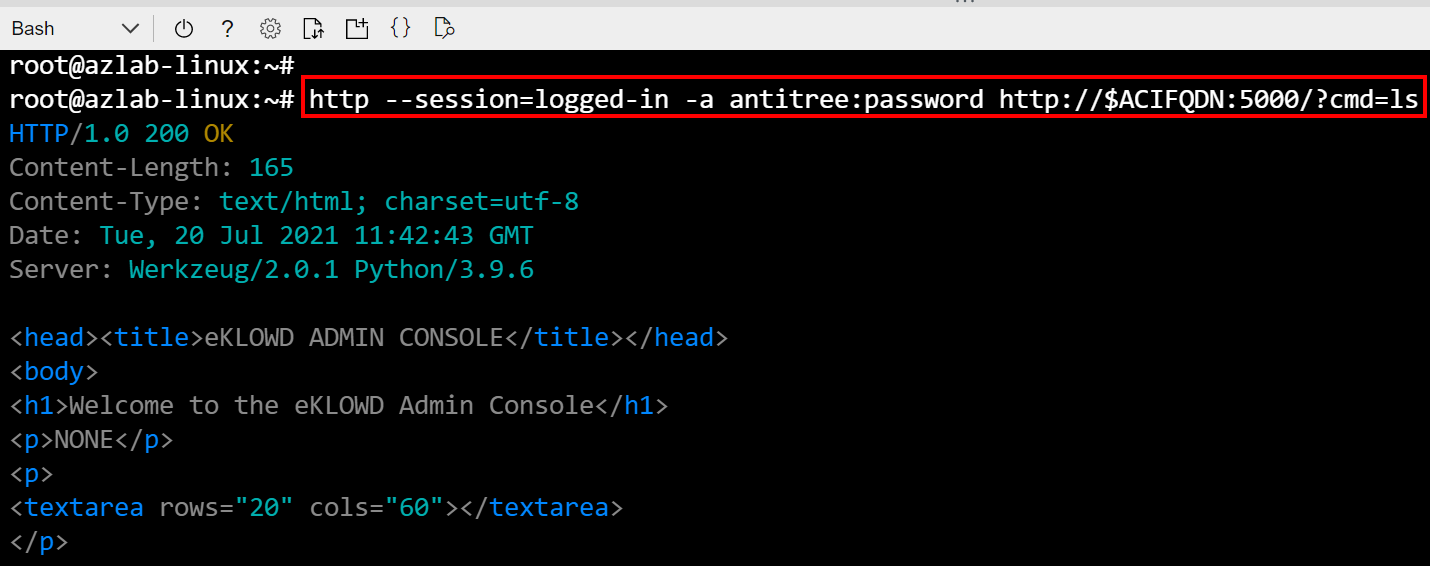 Bash
root@azlab-linux:~#
root@azlab-linux:~# http --session=logged-in -a antitree:password http://$ACIFQDN:5000/?cmd=ls
HTTP/1.0 200 OK
Content-Length: 165
Content-Type: text/html; charset=utf-8
Date: Tue, 20 Jul 2021 11:42:43 GMT
Server: Werkzeug/2.0.1 Python/3.9.6
<head><title>eKLOWD ADMIN CONSOLE</title></head>
<body>
<h1>Welcome to the eKLOWD Admin Console</h1>
<p>NONE</p>
<p>
<textarea rows="20" cols="60"></textarea>
</p>